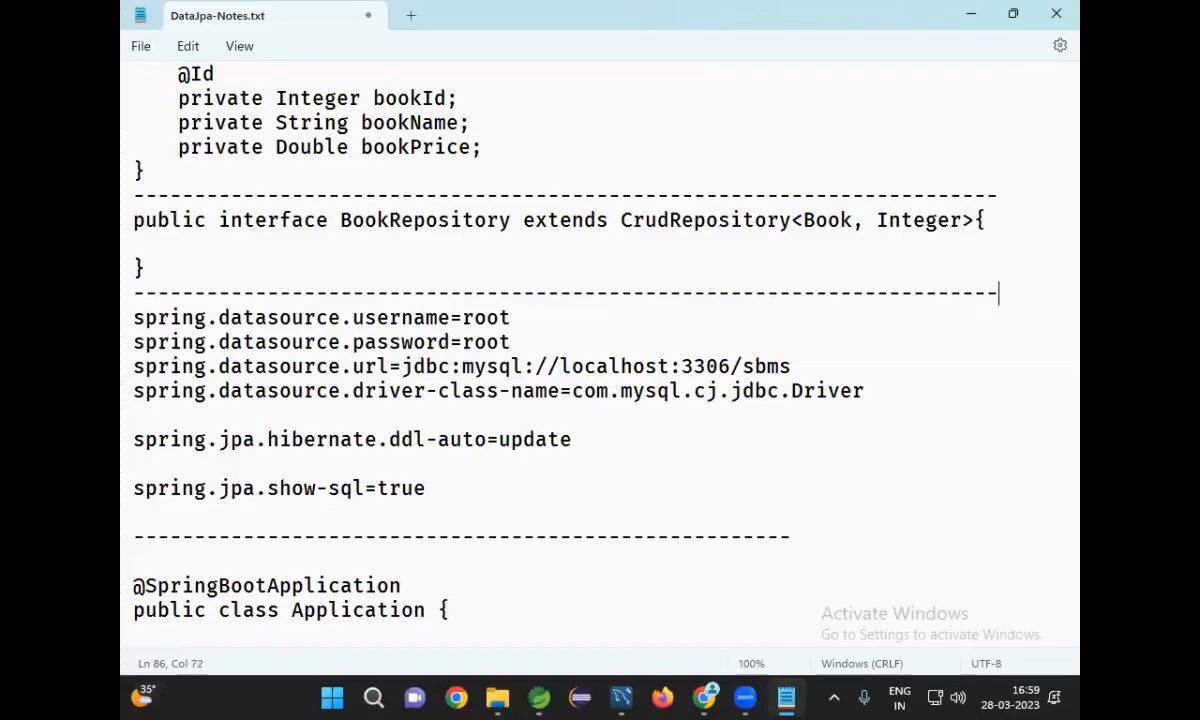 DataJpa-Notes.txt
File Edit View
@Id
private Integer bookId;
private String bookName;
private Double bookPrice;
}
-----------------------------------------------------------------------
public interface BookRepository extends CrudRepository<Book, Integer>{
}
-----------------------------------------------------------------------
spring.datasource.username=root
spring.datasource.password=root
spring.datasource.url=jdbc:mysql://localhost:3306/sbms
spring.datasource.driver-class-name=com.mysql.cj.jdbc.Driver
spring.jpa.hibernate.ddl-auto=update
spring.jpa.show-sql=true
------------------------------------------------------
@SpringBootApplication
public class Application {
Activate Windows
Go to Settings to activate Windows.
Ln 86, Col 72 100% Windows (CRLF) UTF-8
35°
ENG
IN
16:59
28-03-2023
zoom